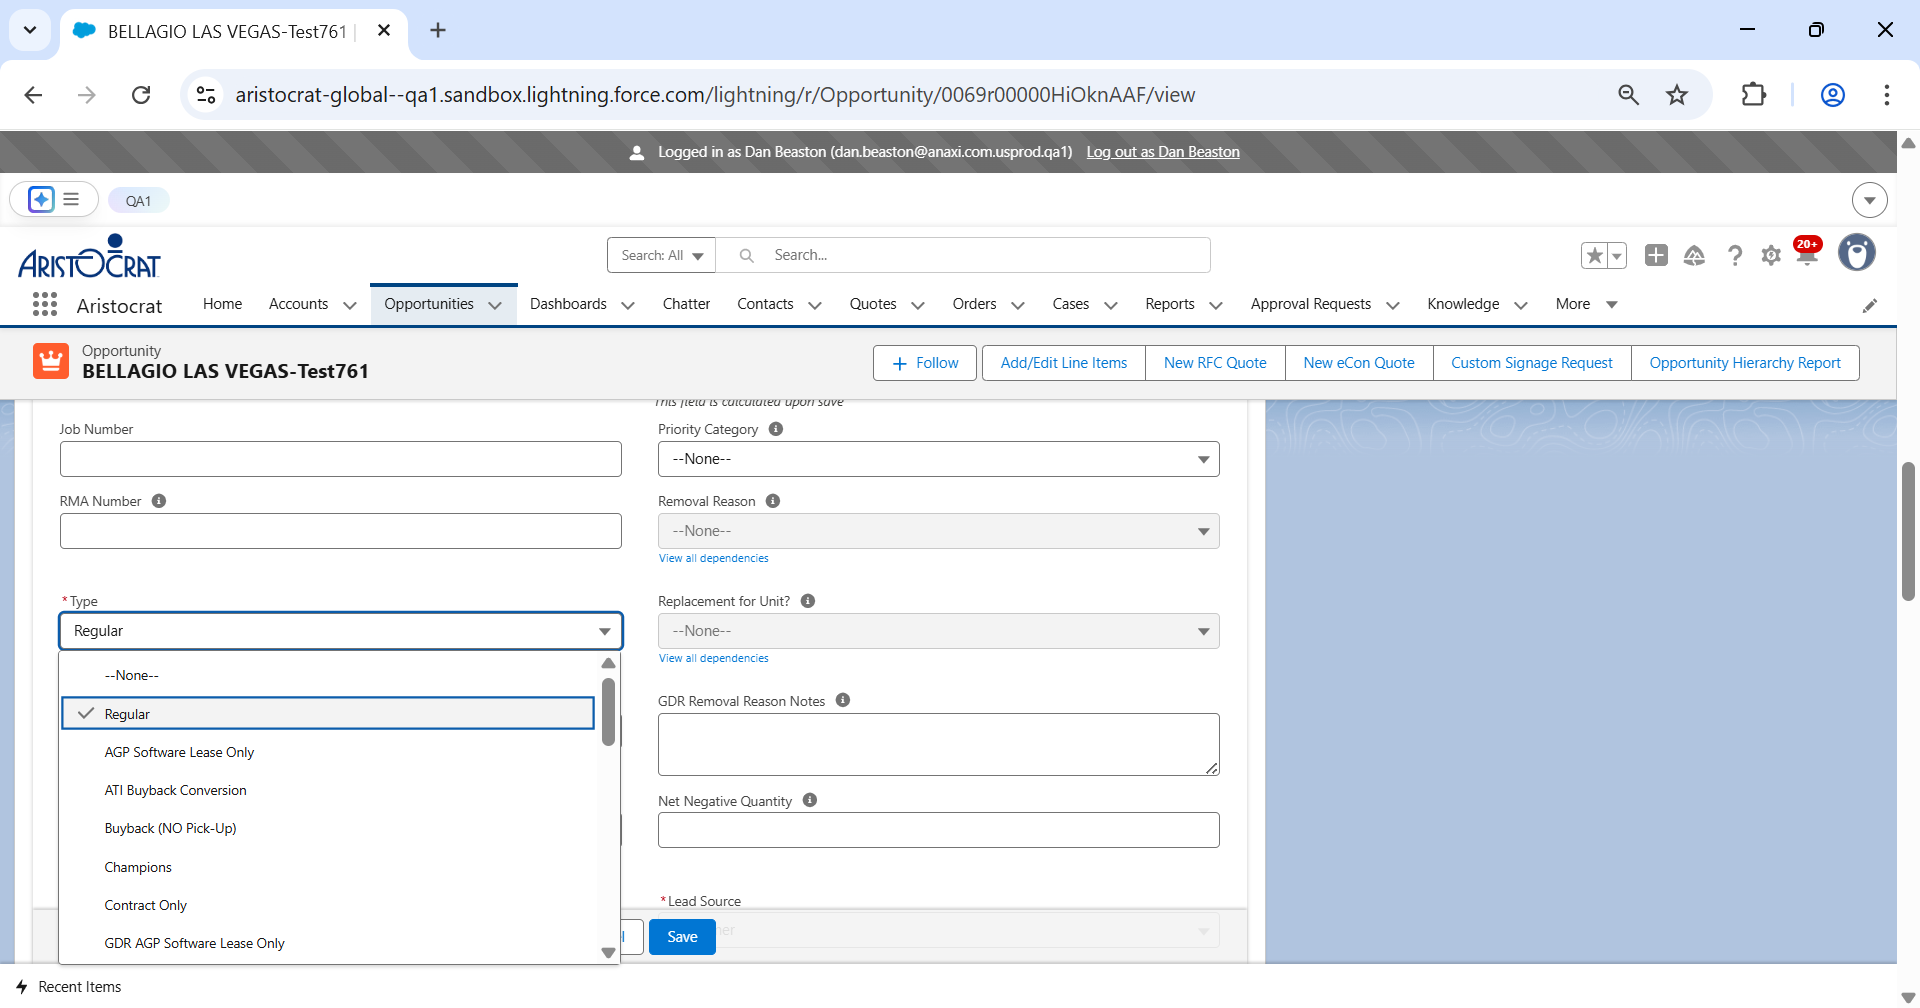 BELLAGIO LAS VEGAS-Test761
aristocrat-global--qa1.sandbox.lightning.force.com/lightning/r/Opportunity/0069r00000HiOknAAF/view
Logged in as Dan Beaston (dan.beaston@anaxi.com.usprod.qa1) Log out as Dan Beaston
QA1
ARISTOCRAT
Search: All
Search...
20+
Aristocrat
Home
Accounts
Opportunities
Dashboards
Chatter
Contacts
Quotes
Orders
Cases
Reports
Approval Requests
Knowledge
More
Opportunity
BELLAGIO LAS VEGAS-Test761
Follow
Add/Edit Line Items
New RFC Quote
New eCon Quote
Custom Signage Request
Opportunity Hierarchy Report
This field is calculated upon save
Job Number
Priority Category
--None--
RMA Number
Removal Reason
--None--
View all dependencies
*Type
Regular
Replacement for Unit?
--None--
View all dependencies
--None--
Regular
AGP Software Lease Only
ATI Buyback Conversion
Buyback (NO Pick-Up)
Champions
Contract Only
GDR AGP Software Lease Only
GDR Removal Reason Notes
Net Negative Quantity
*Lead Source
Save
Recent Items